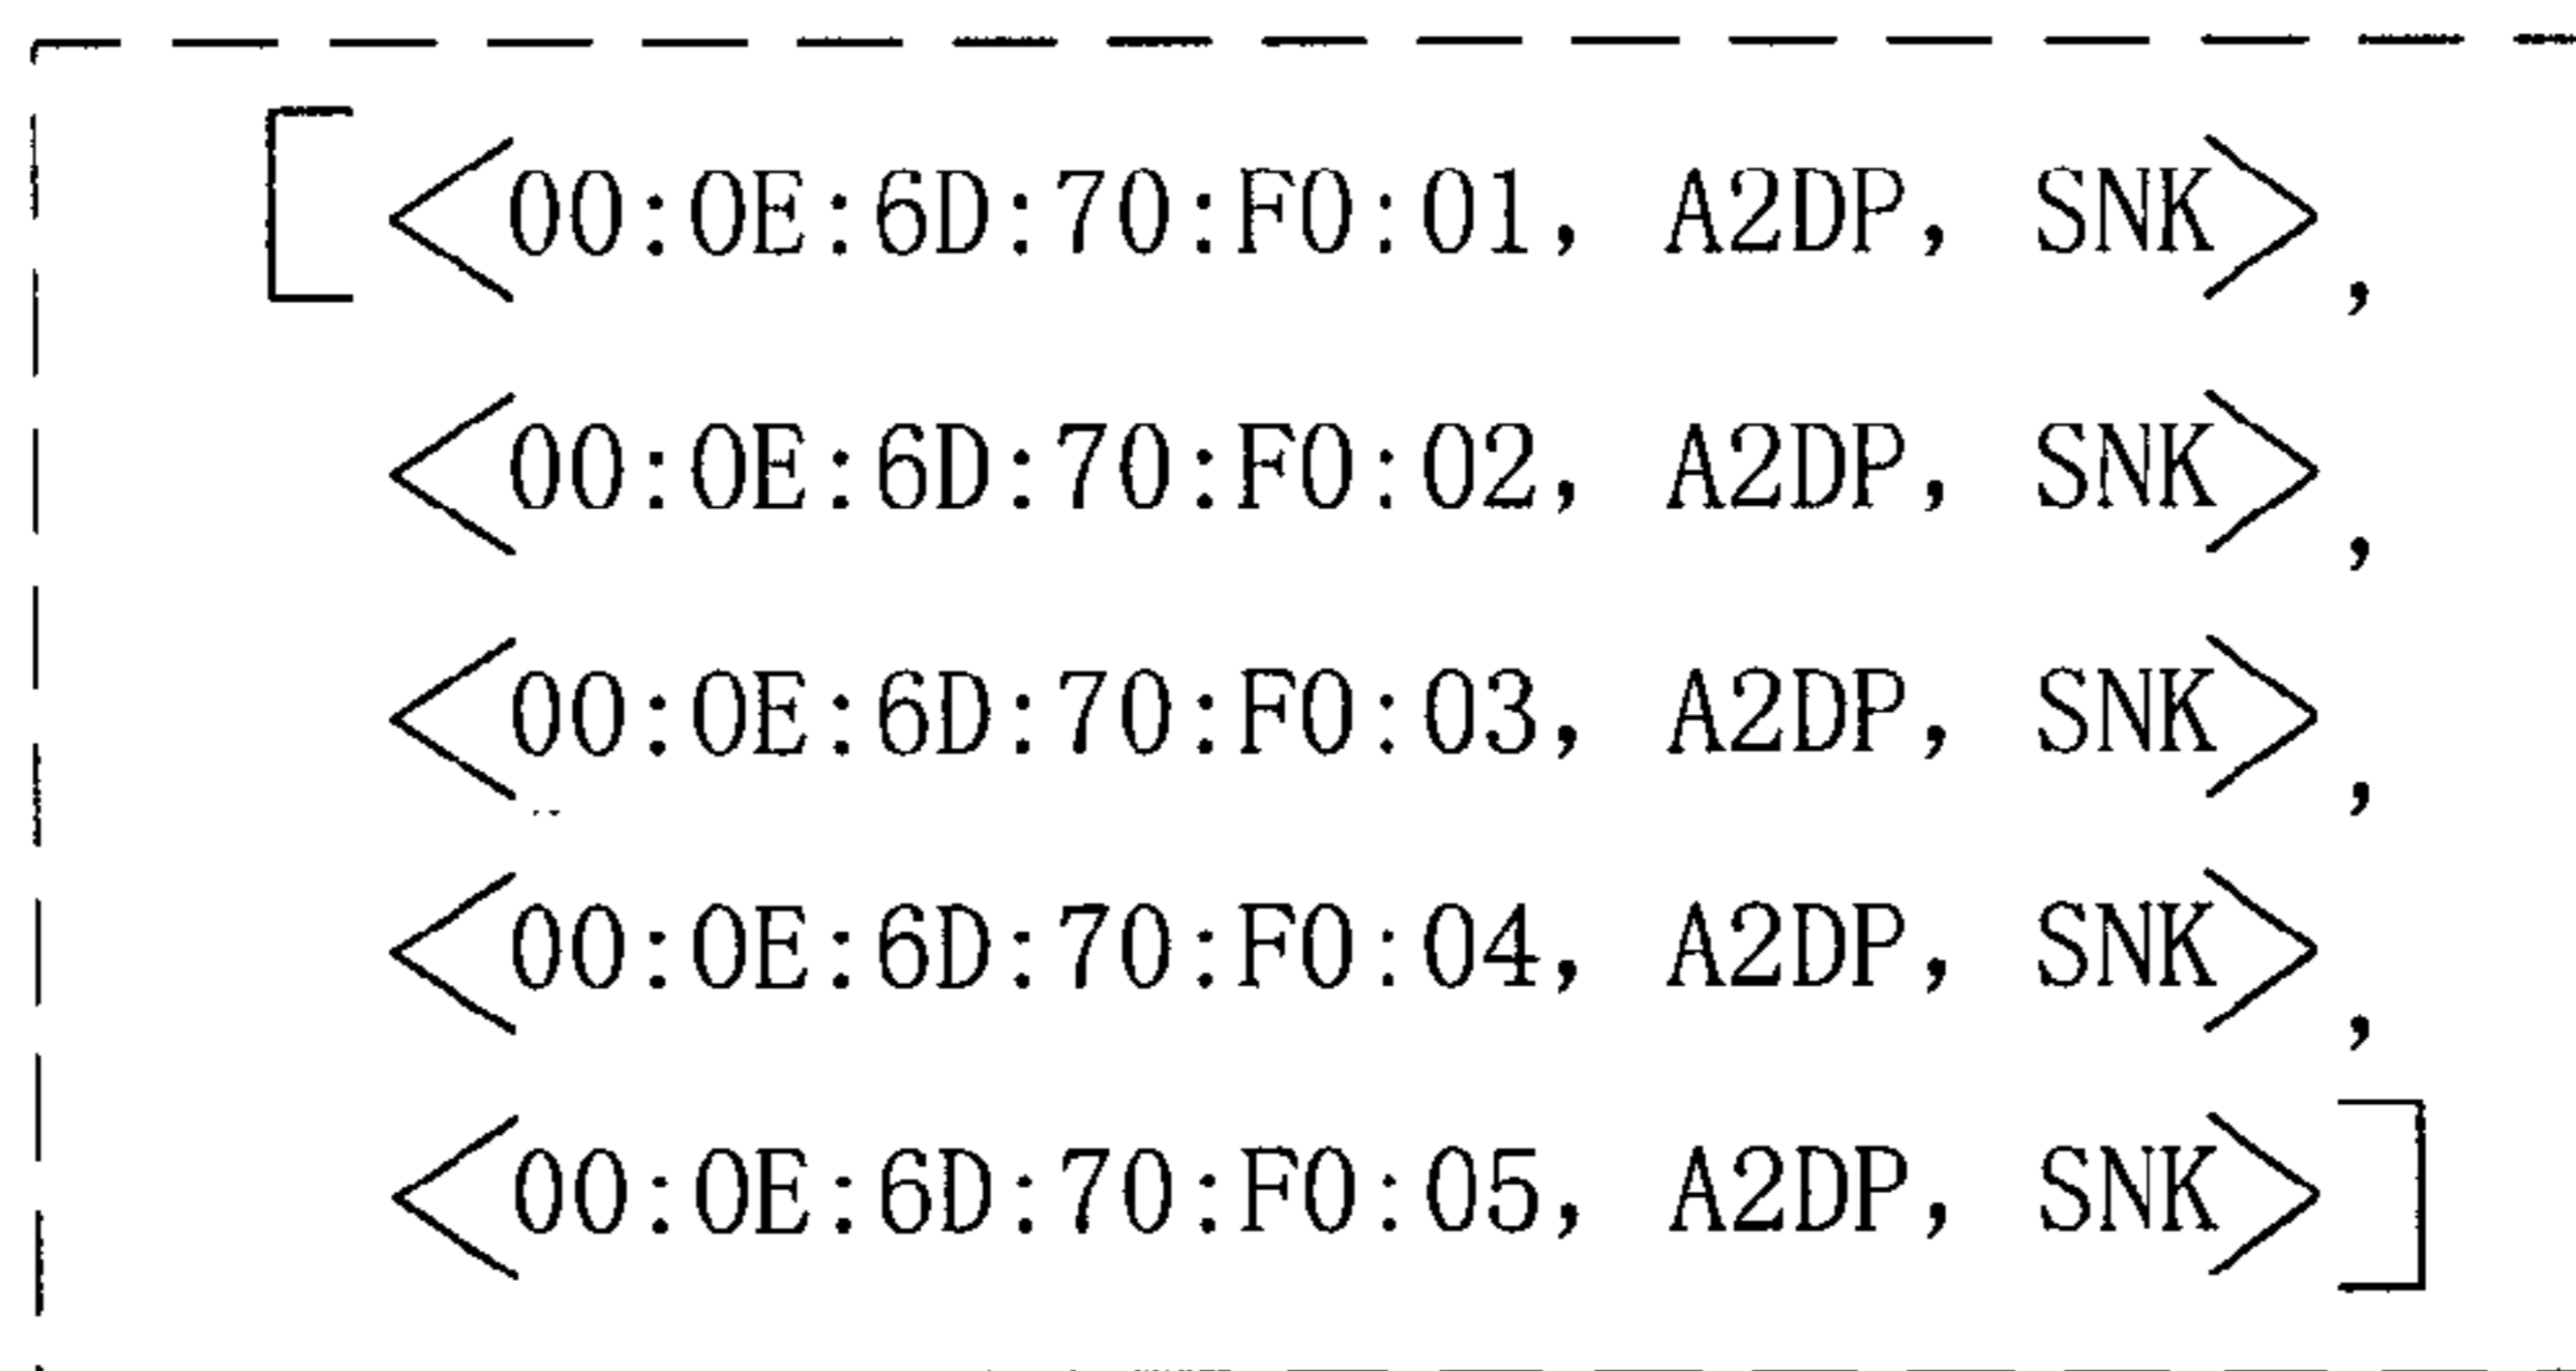 [<00:0E:6D:70:F0:01, A2DP, SNK>,
<00:0E:6D:70:F0:02, A2DP, SNK>,
<00:0E:6D:70:F0:03, A2DP, SNK>,
<00:0E:6D:70:F0:04, A2DP, SNK>,
<00:0E:6D:70:F0:05, A2DP, SNK>]